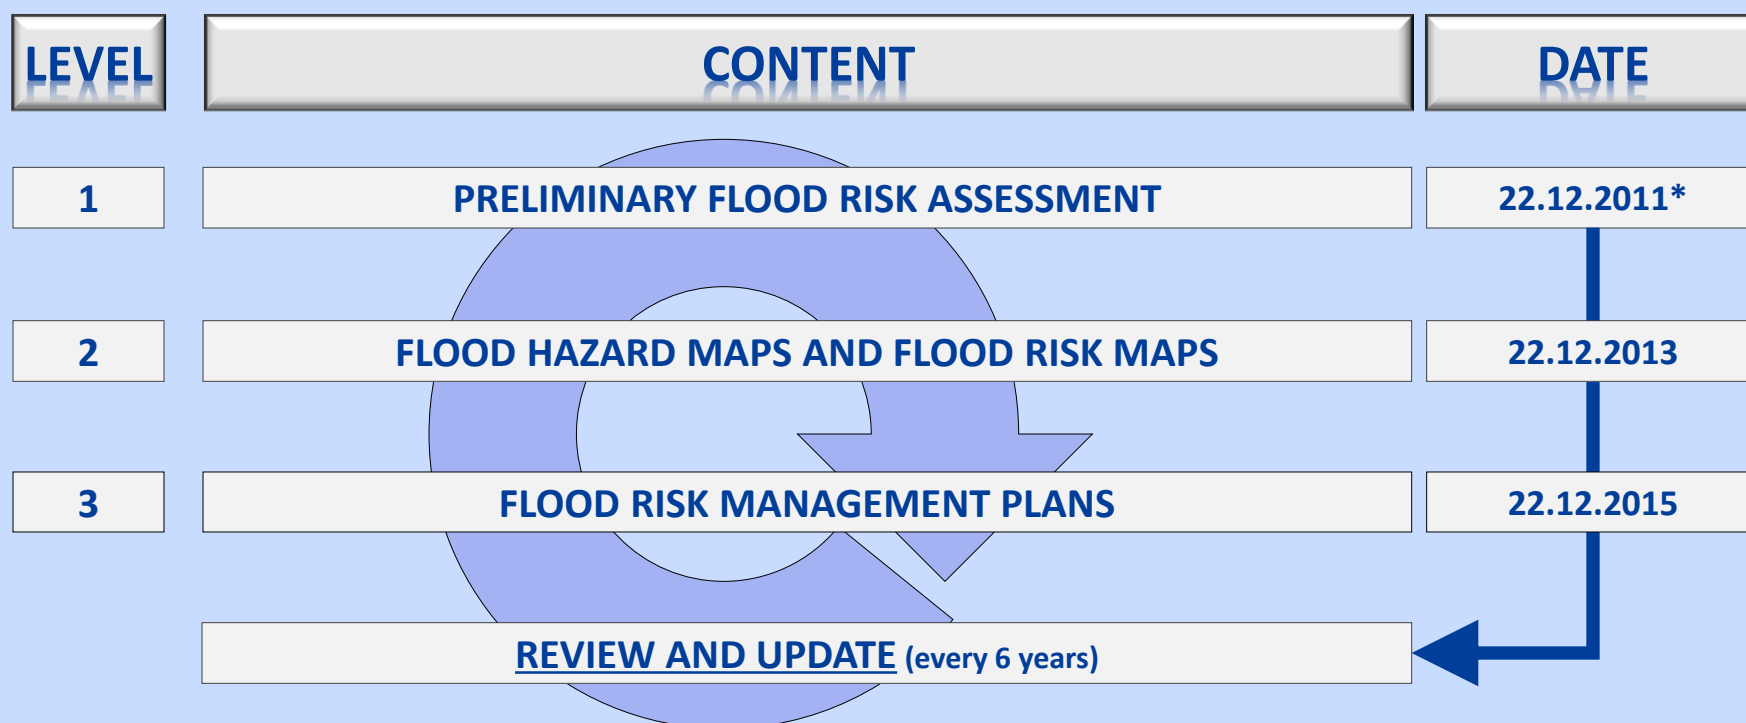 LEVEL CONTENT DATE
1 PRELIMINARY FLOOD RISK ASSESSMENT 22.12.2011*
2 FLOOD HAZARD MAPS AND FLOOD RISK MAPS 22.12.2013
3 FLOOD RISK MANAGEMENT PLANS 22.12.2015
REVIEW AND UPDATE (every 6 years)